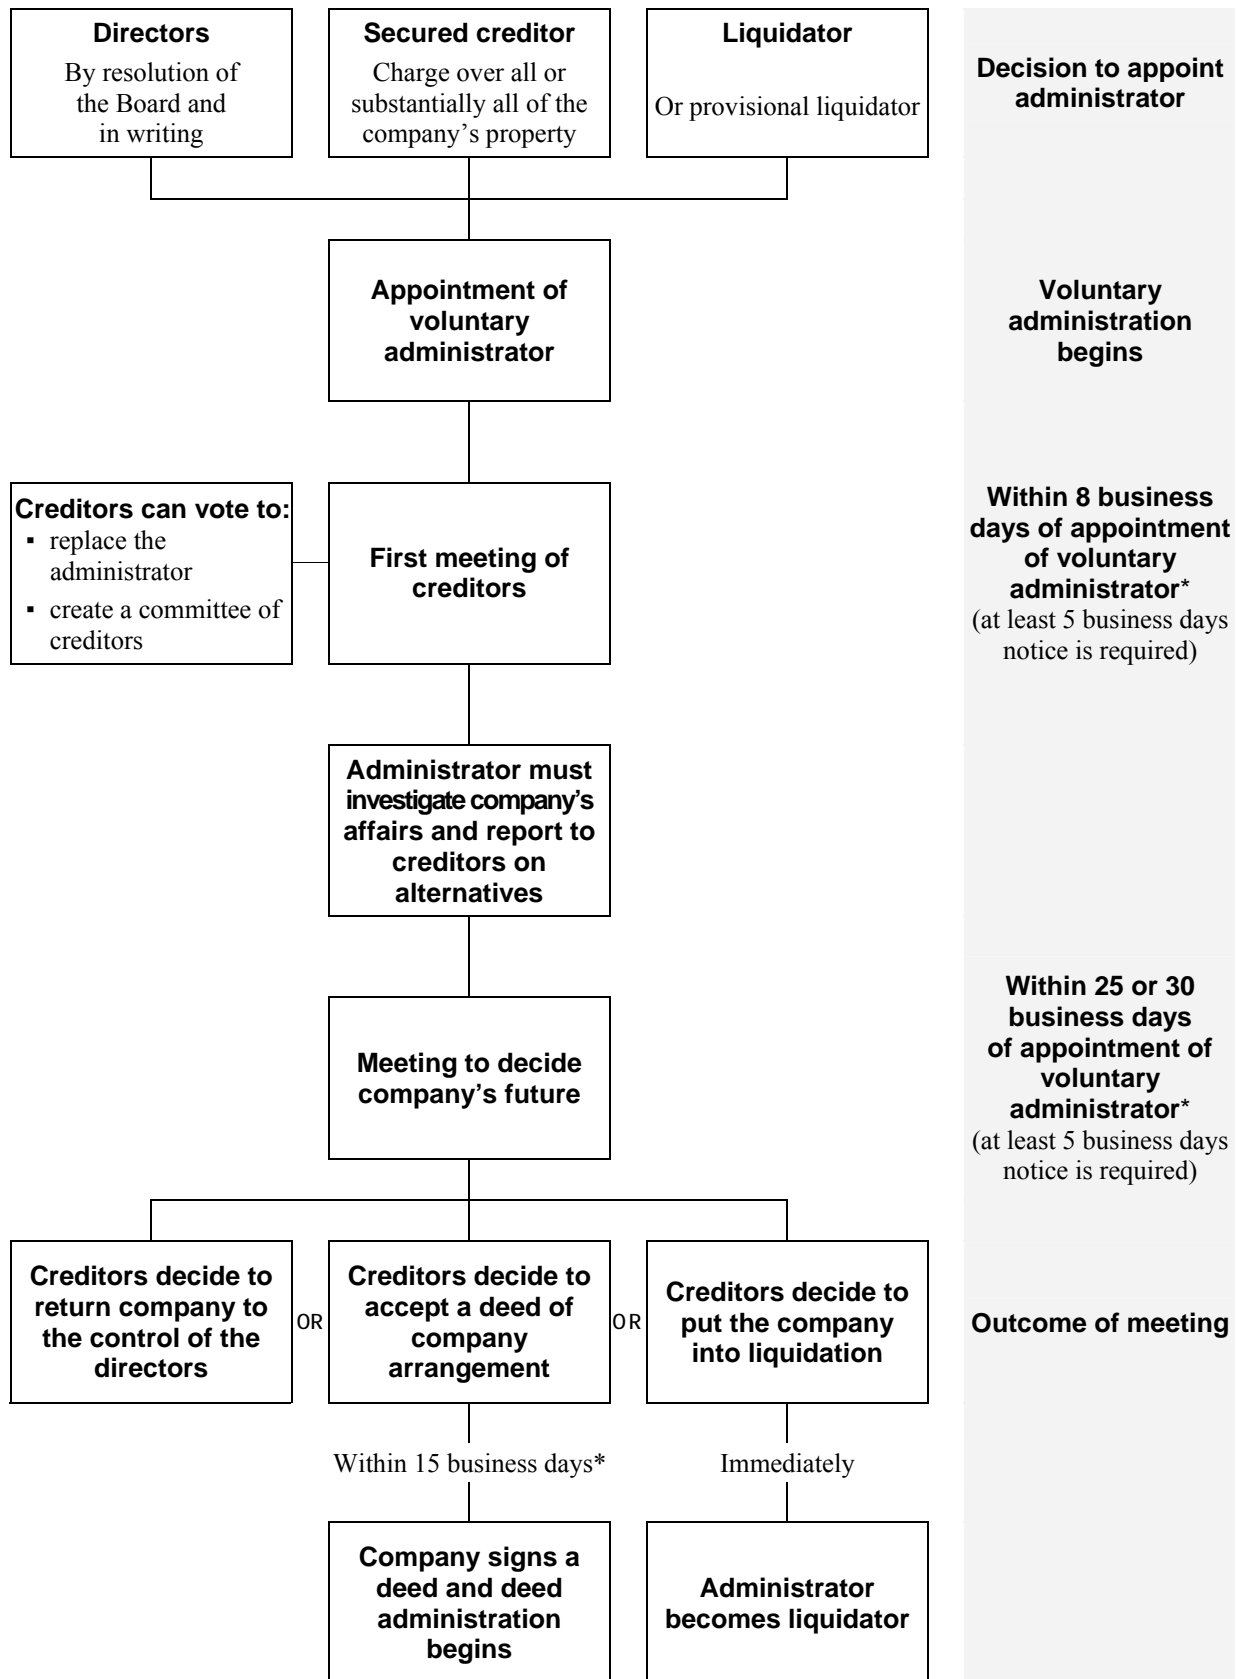 Directors
By resolution of
the Board and
in writing
Secured creditor
Charge over all or
substantially all of the
company’s property
Liquidator
Or provisional liquidator
Decision to appoint
administrator
Appointment of
voluntary
administrator
Voluntary
administration
begins
Creditors can vote to:
▪ replace the
administrator
▪ create a committee of
creditors
First meeting of
creditors
Within 8 business
days of appointment
of voluntary
administrator*
(at least 5 business days
notice is required)
Administrator must
investigate company’s
affairs and report to
creditors on
alternatives
Meeting to decide
company’s future
Within 25 or 30
business days
of appointment of
voluntary
administrator*
(at least 5 business days
notice is required)
Creditors decide to
return company to
the control of the
directors
OR
Creditors decide to
accept a deed of
company
arrangement
OR
Creditors decide to
put the company
into liquidation
Outcome of meeting
Within 15 business days*
Immediately
Company signs a
deed and deed
administration
begins
Administrator
becomes liquidator